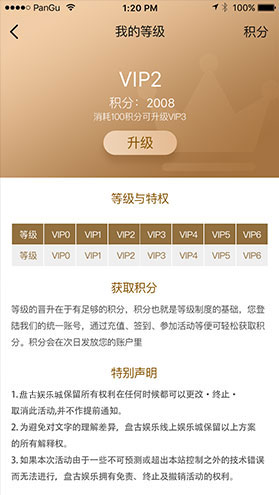 PanGu 1:20 PM 100%
我的等级 积分
VIP2
积分：2008
消耗100积分可升级VIP3
升级
等级与特权
等级 VIP0 VIP1 VIP2 VIP3 VIP4 VIP5 VIP6
等级 VIP0 VIP1 VIP2 VIP3 VIP4 VIP5 VIP6
获取积分
等级的晋升在于有足够的积分，积分也就是等级制度的基础，您登
陆我们的统一账号，通过充值、签到、参加活动等便可轻松获取积
分。积分会在次日发放您的账户里
特别声明
1.盘古娱乐城保留所有权利在任何时候都可以更改·终止·
取消此活动,并不作提前通知。
2.为避免对文字的理解差异，盘古娱乐线上娱乐城保留以上方案
的所有解释权。
3.如果本次活动由于一些不可预测或超出本站控制之外的技术错误
而无法进行，盘古娱乐拥有免责、终止及撤销活动的权利。